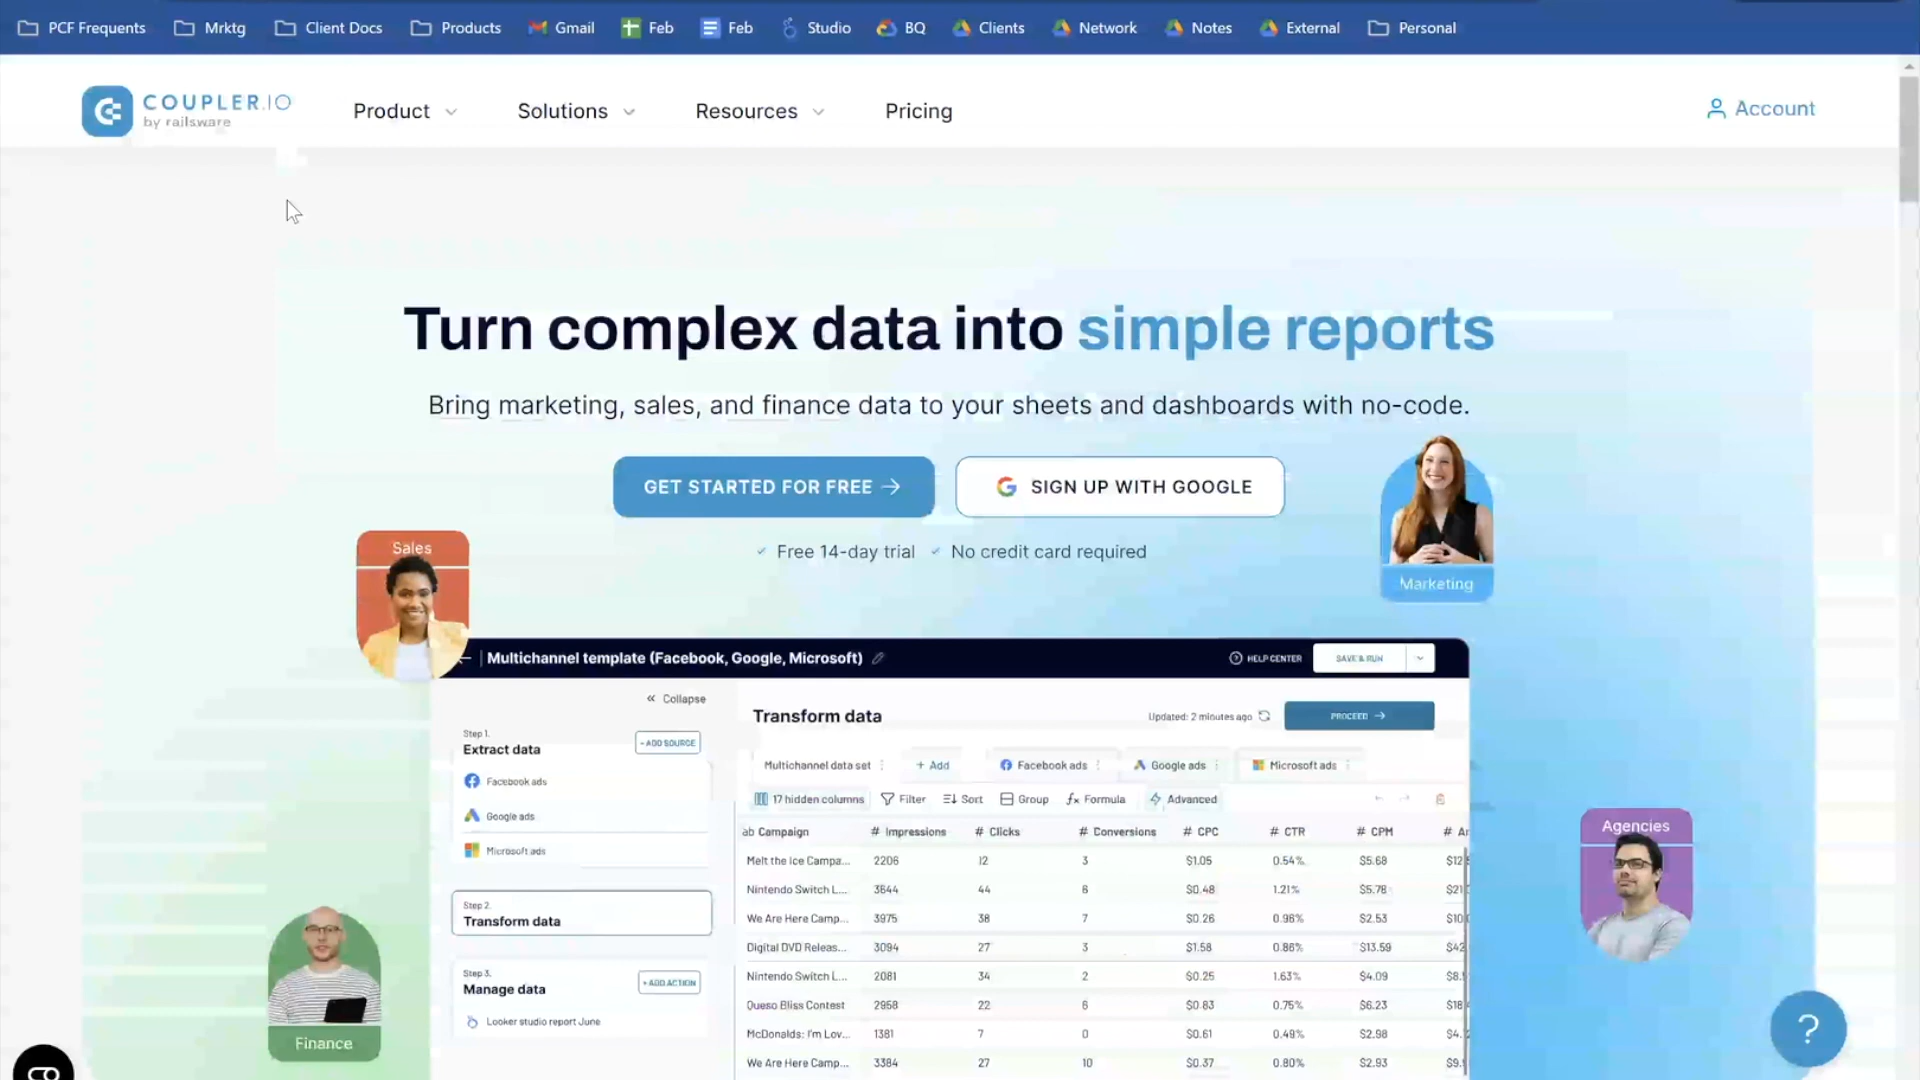 PCF Frequents Mrktg Client Docs Products Gmail Feb Feb Studio BQ Clients Network Notes External Personal
COUPLER.IO
by railsware
Product Solutions Resources Pricing
Account
Turn complex data into simple reports
Bring marketing, sales, and finance data to your sheets and dashboards with no-code.
GET STARTED FOR FREE →
SIGN UP WITH GOOGLE
Free 14-day trial
No credit card required
Sales
Marketing
Multichannel template (Facebook, Google, Microsoft)
HELP CENTER
SAVE & RUN
« Collapse
Step 1.
Extract data
+ ADD SOURCE
Facebook ads
Google ads
Microsoft ads
Step 2.
Transform data
Step 3.
Manage data
+ ADD ACTION
Looker studio report June
Transform data
Updated: 2 minutes ago
PROCEED →
Multichannel data set + Add Facebook ads Google ads Microsoft ads
17 hidden columns Filter Sort Group Formula Advanced
ab Campaign # Impressions # Clicks # Conversions # CPC # CTR # CPM #
Melt the Ice Campa... 2206 12 3 $1.05 0.54% $5.68 $12
Nintendo Switch L... 3644 44 6 $0.48 1.21% $5.78 $21
We Are Here Camp... 3975 38 7 $0.26 0.96% $2.53 $10
Digital DVD Releas... 3094 27 3 $1.58 0.86% $13.59 $42
Nintendo Switch L... 2081 34 2 $0.25 1.63% $4.09 $8.
Queso Bliss Contest 2958 22 6 $0.83 0.75% $6.23 $18
McDonalds: I'm Lov... 1381 7 0 $0.61 0.49% $2.98 $4.
We Are Here Camp... 3384 27 10 $0.37 0.80% $2.93 $9.
Agencies
Finance
?